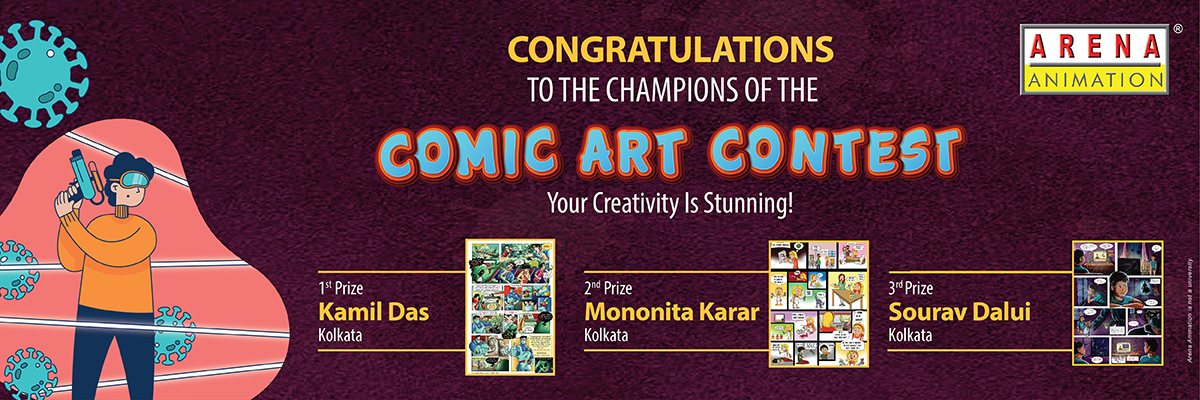 CONGRATULATIONS
TO THE CHAMPIONS OF THE
COMIC ART CONTEST
Your Creativity Is Stunning!
ARENA
ANIMATION
®
1st Prize
Kamil Das
Kolkata
2nd Prize
Mononita Karar
Kolkata
3rd Prize
Sourav Dalui
Kolkata
Arena Animation is not a university